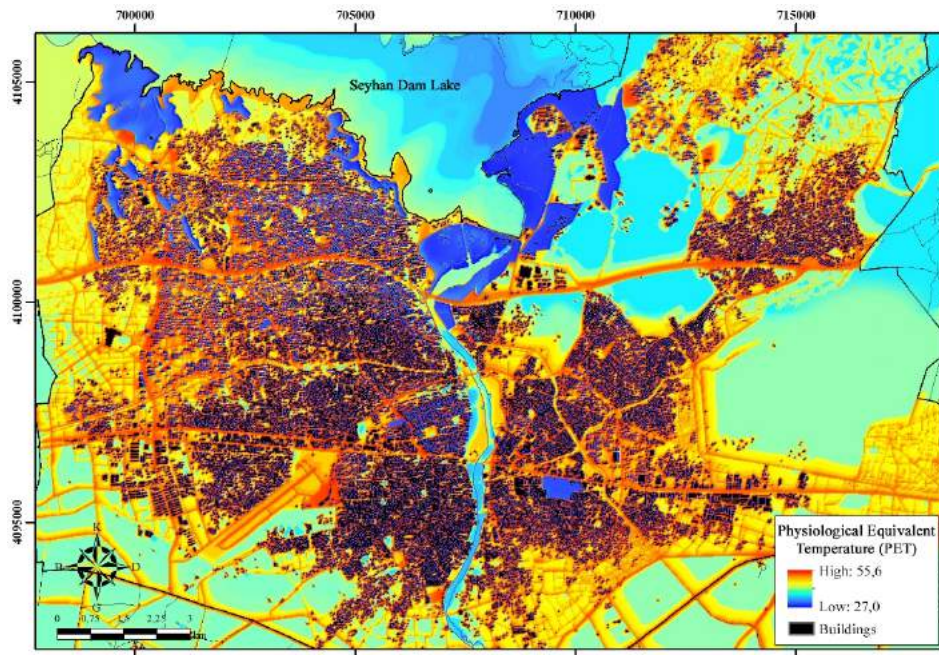 700000 705000 710000 715000
4105000
Seyhan Dam Lake
4100000
4095000
K
B D
G
0 0,75 1,5 2,25 3
Km
Physiological Equivalent
Temperature (PET)
High: 55,6
Low: 27,0
Buildings